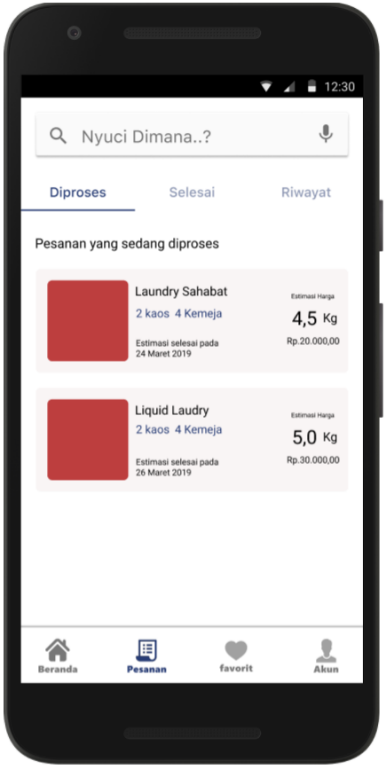 12:30
Nyuci Dimana..?
Diproses Selesai Riwayat
Pesanan yang sedang diproses
Laundry Sahabat
2 kaos 4 Kemeja
Estimasi selesai pada
24 Maret 2019
Estimasi Harga
4,5 Kg
Rp.20.000,00
Liquid Laudry
2 kaos 4 Kemeja
Estimasi selesai pada
26 Maret 2019
Estimasi Harga
5,0 Kg
Rp.30.000,00
Beranda Pesanan favorit Akun